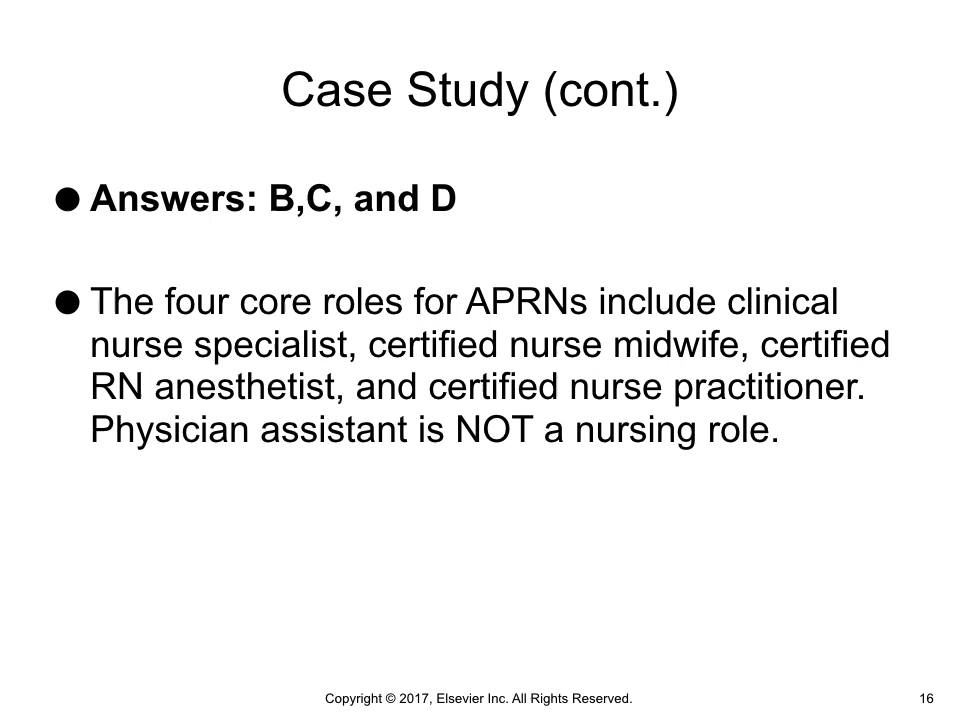 Case Study (cont.)
● Answers: B,C, and D
● The four core roles for APRNs include clinical
nurse specialist, certified nurse midwife, certified
RN anesthetist, and certified nurse practitioner.
Physician assistant is NOT a nursing role.
Copyright © 2017, Elsevier Inc. All Rights Reserved. 16